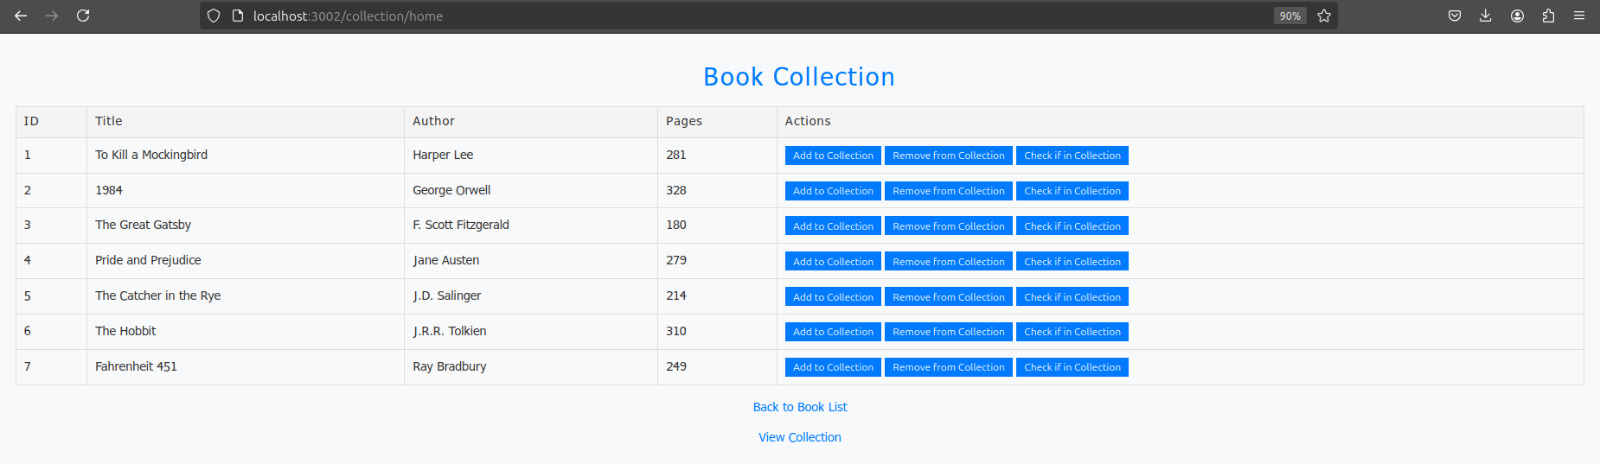 localhost:3002/collection/home 90%
Book Collection
ID Title Author Pages Actions
1 To Kill a Mockingbird Harper Lee 281 Add to Collection Remove from Collection Check if in Collection
2 1984 George Orwell 328 Add to Collection Remove from Collection Check if in Collection
3 The Great Gatsby F. Scott Fitzgerald 180 Add to Collection Remove from Collection Check if in Collection
4 Pride and Prejudice Jane Austen 279 Add to Collection Remove from Collection Check if in Collection
5 The Catcher in the Rye J.D. Salinger 214 Add to Collection Remove from Collection Check if in Collection
6 The Hobbit J.R.R. Tolkien 310 Add to Collection Remove from Collection Check if in Collection
7 Fahrenheit 451 Ray Bradbury 249 Add to Collection Remove from Collection Check if in Collection
Back to Book List
View Collection